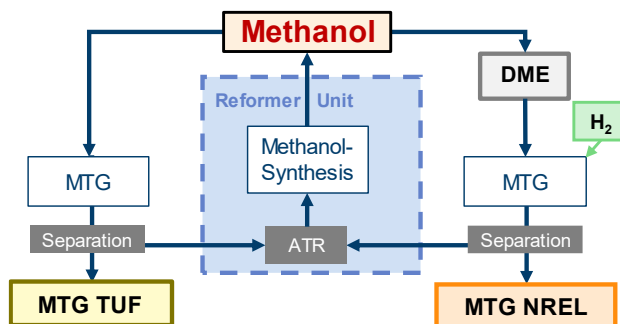 Methanol
DME
Reformer Unit
H2
Methanol-
Synthesis
MTG
MTG
Separation
ATR
Separation
MTG TUF
MTG NREL